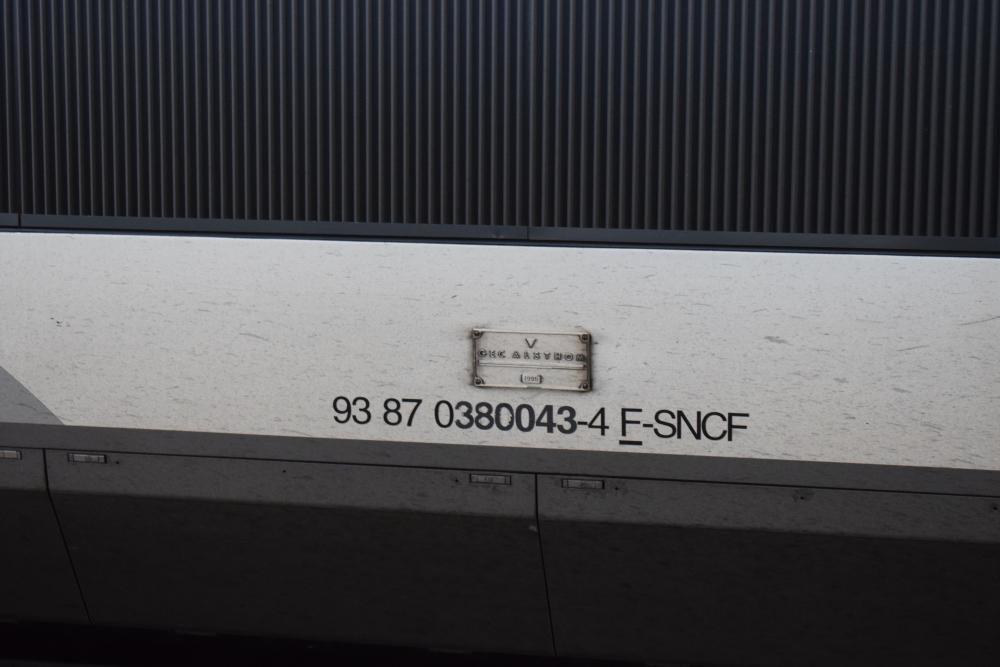 GEC ALSTHOM
1995
93 87 0380043-4 F-SNCF